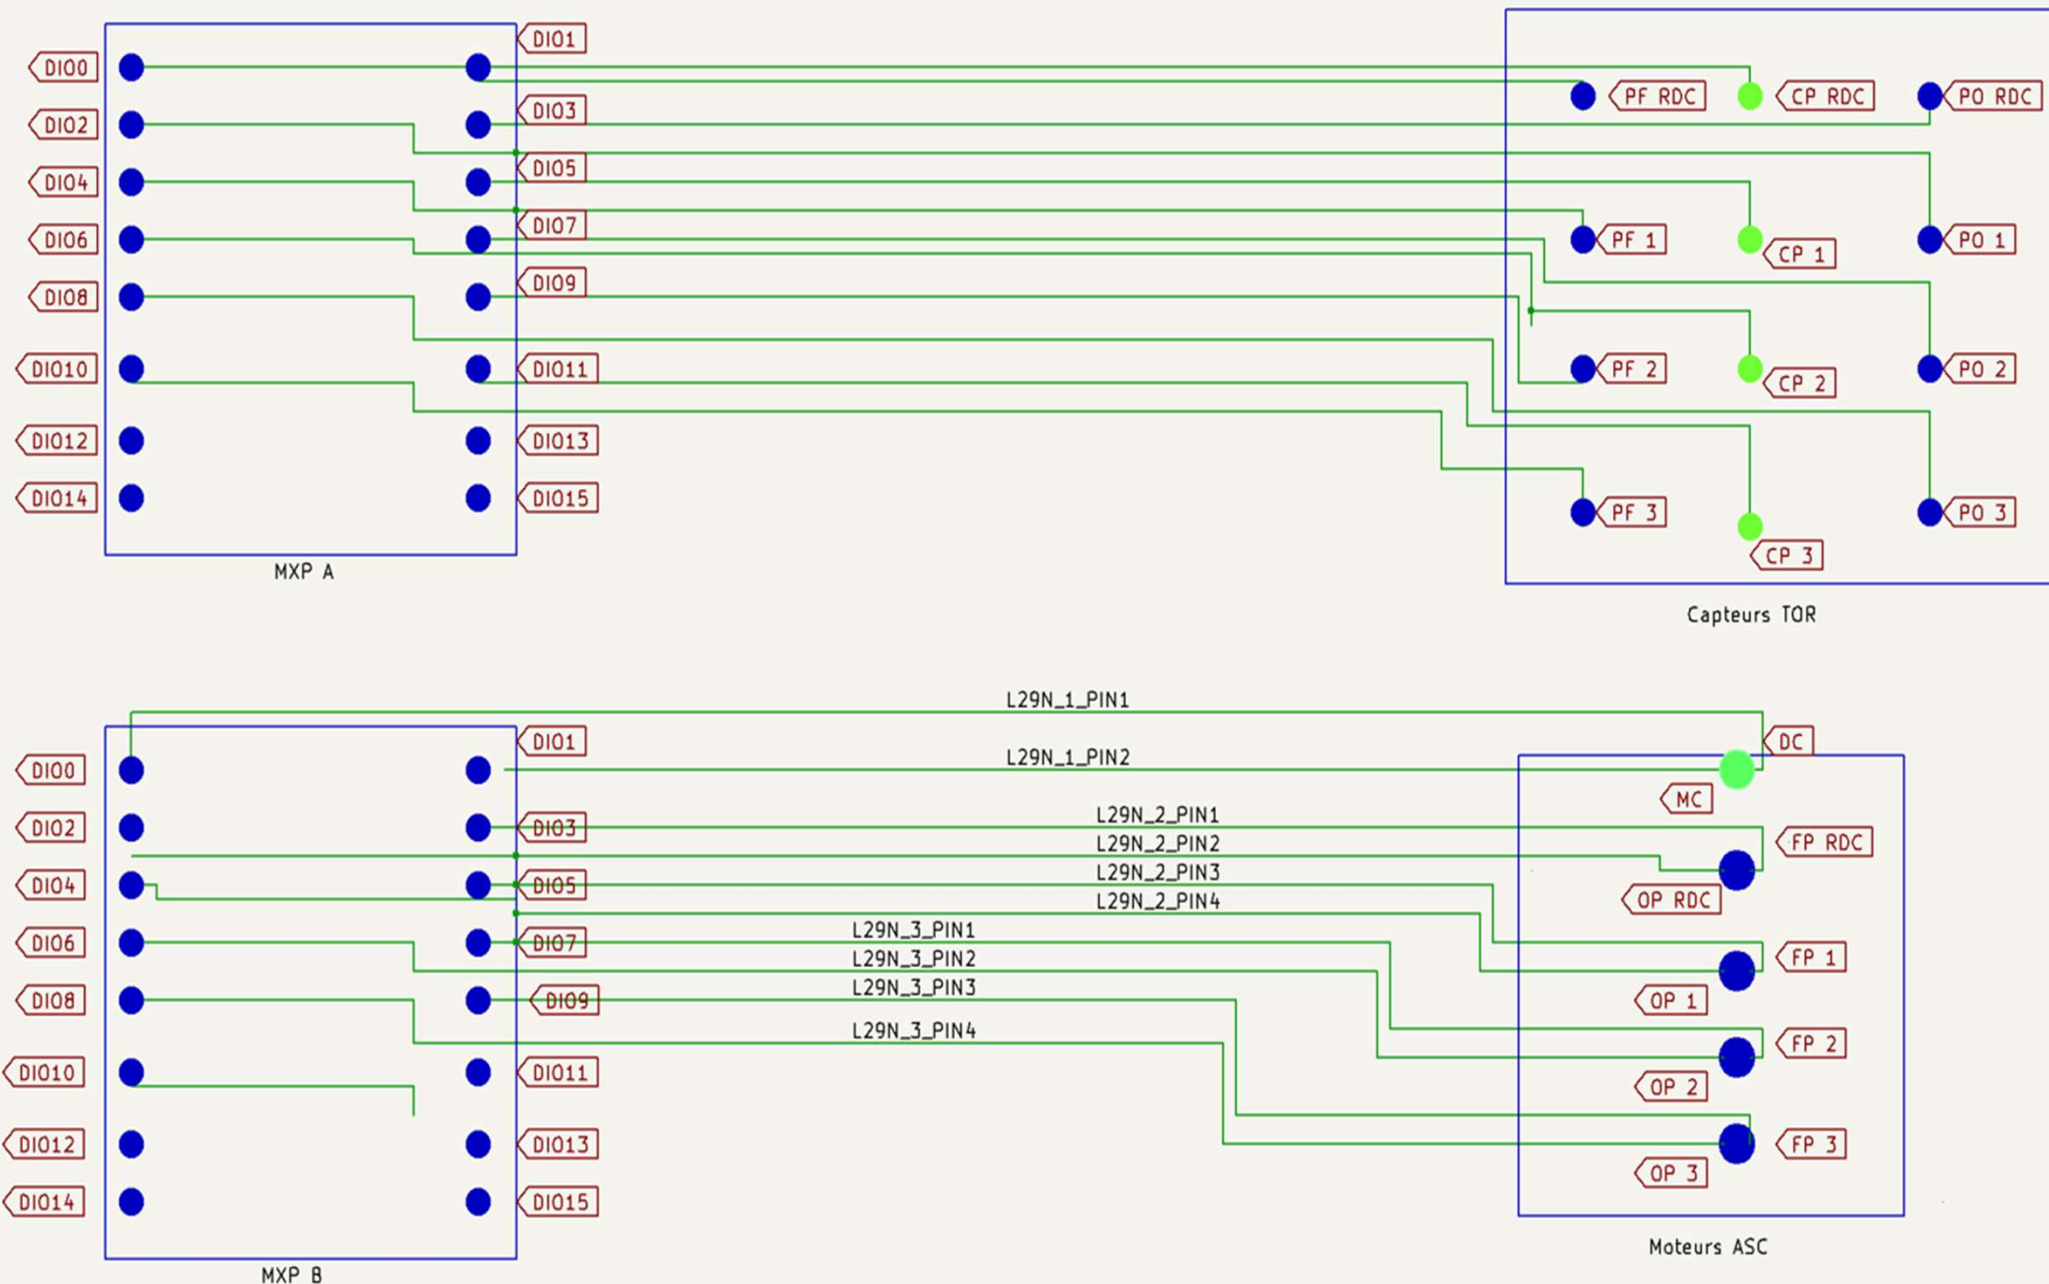 DIO1
DIO0
PF RDC
CP RDC
PO RDC
DIO3
DIO2
DIO5
DIO4
DIO7
DIO6
PF 1
CP 1
PO 1
DIO9
DIO8
DIO10
DIO11
PF 2
CP 2
PO 2
DIO12
DIO13
DIO14
DIO15
PF 3
CP 3
PO 3
MXP A
Capteurs TOR
L29N_1_PIN1
DIO1
DC
L29N_1_PIN2
DIO0
MC
L29N_2_PIN1
DIO2
DIO3
FP RDC
L29N_2_PIN2
L29N_2_PIN3
DIO4
DIO5
OP RDC
L29N_2_PIN4
L29N_3_PIN1
DIO6
DIO7
FP 1
L29N_3_PIN2
L29N_3_PIN3
DIO8
DIO9
OP 1
L29N_3_PIN4
FP 2
DIO10
DIO11
OP 2
DIO12
DIO13
FP 3
OP 3
DIO14
DIO15
Moteurs ASC
MXP B